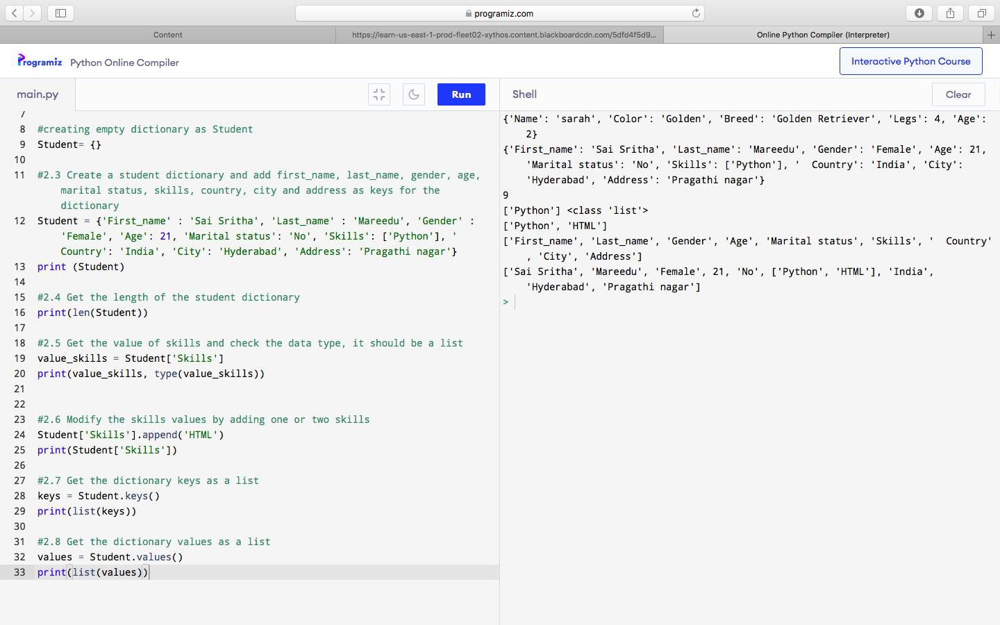 programiz.com
Content
https://learn-us-east-1-prod-fleet02-xythos.content.blackboardcdn.com/5dfd4f5d9...
Online Python Compiler (Interpreter)
Programiz Python Online Compiler
Interactive Python Course
main.py
Run
Shell
Clear
7
8 #creating empty dictionary as Student
9 Student= {}
10
11 #2.3 Create a student dictionary and add first_name, last_name, gender, age,
marital status, skills, country, city and address as keys for the
dictionary
12 Student = {'First_name' : 'Sai Sritha', 'Last_name' : 'Mareedu', 'Gender' :
'Female', 'Age': 21, 'Marital status': 'No', 'Skills': ['Python'], '
Country': 'India', 'City': 'Hyderabad', 'Address': 'Pragathi nagar'}
13 print (Student)
14
15 #2.4 Get the length of the student dictionary
16 print(len(Student))
17
18 #2.5 Get the value of skills and check the data type, it should be a list
19 value_skills = Student['Skills']
20 print(value_skills, type(value_skills))
21
22
23 #2.6 Modify the skills values by adding one or two skills
24 Student['Skills'].append('HTML')
25 print(Student['Skills'])
26
27 #2.7 Get the dictionary keys as a list
28 keys = Student.keys()
29 print(list(keys))
30
31 #2.8 Get the dictionary values as a list
32 values = Student.values()
33 print(list(values))
{'Name': 'sarah', 'Color': 'Golden', 'Breed': 'Golden Retriever', 'Legs': 4, 'Age':
2}
{'First_name': 'Sai Sritha', 'Last_name': 'Mareedu', 'Gender': 'Female', 'Age': 21,
'Marital status': 'No', 'Skills': ['Python'], '  Country': 'India', 'City':
'Hyderabad', 'Address': 'Pragathi nagar'}
9
['Python'] <class 'list'>
['Python', 'HTML']
['First_name', 'Last_name', 'Gender', 'Age', 'Marital status', 'Skills', '  Country'
, 'City', 'Address']
['Sai Sritha', 'Mareedu', 'Female', 21, 'No', ['Python', 'HTML'], 'India',
'Hyderabad', 'Pragathi nagar']
>